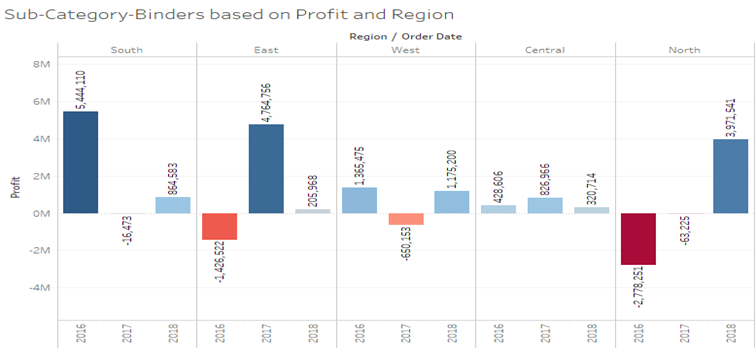 Sub-Category-Binders based on Profit and Region
Region / Order Date
South East West Central North
8M
6M
4M
2M
0M
-2M
-4M
Profit
5,444,110
-16,473
864,583
-1,426,522
4,764,756
205,968
1,365,475
-650,153
1,175,200
428,606
826,966
320,714
-2,778,251
-63,225
3,971,541
2016 2017 2018 2016 2017 2018 2016 2017 2018 2016 2017 2018 2016 2017 2018